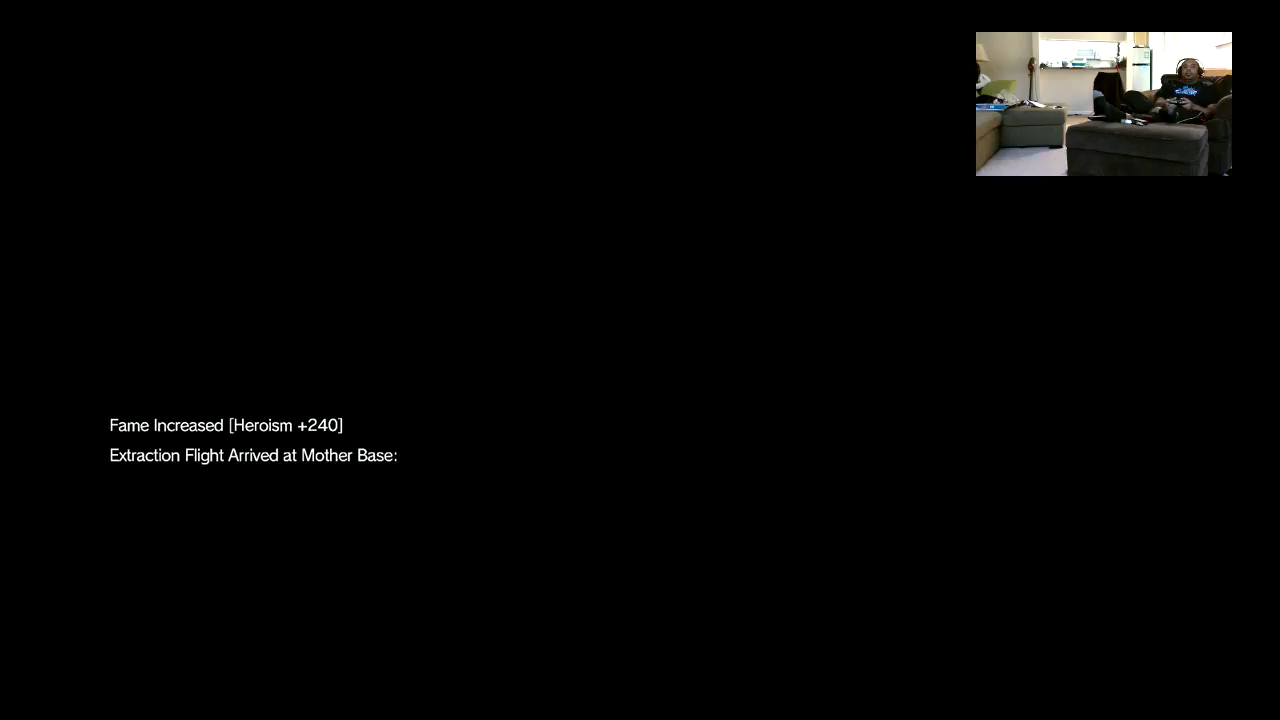 Fame Increased [Heroism +240]
Extraction Flight Arrived at Mother Base: